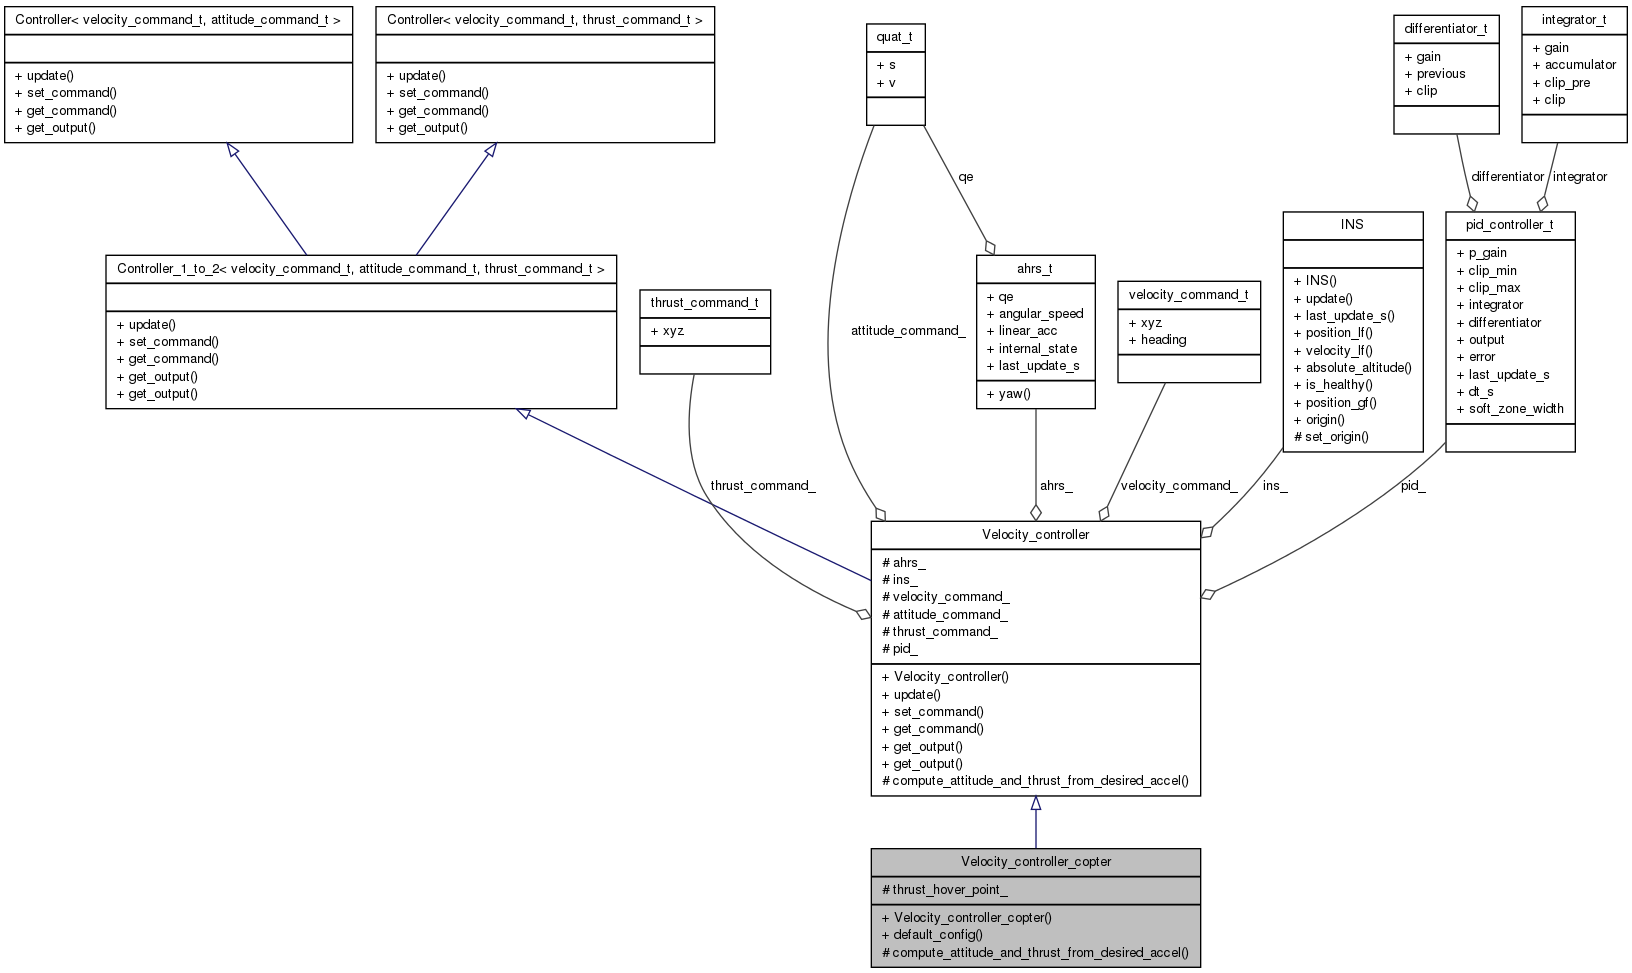 Controller< velocity_command_t, attitude_command_t >
+ update()
+ set_command()
+ get_command()
+ get_output()
Controller< velocity_command_t, thrust_command_t >
+ update()
+ set_command()
+ get_command()
+ get_output()
quat_t
+ s
+ v
differentiator_t
+ gain
+ previous
+ clip
integrator_t
+ gain
+ accumulator
+ clip_pre
+ clip
qe
differentiator
integrator
Controller_1_to_2< velocity_command_t, attitude_command_t, thrust_command_t >
+ update()
+ set_command()
+ get_command()
+ get_output()
+ get_output()
thrust_command_t
+ xyz
attitude_command_
ahrs_t
+ qe
+ angular_speed
+ linear_acc
+ internal_state
+ last_update_s
+ yaw()
velocity_command_t
+ xyz
+ heading
INS
+ INS()
+ update()
+ last_update_s()
+ position_lf()
+ velocity_lf()
+ absolute_altitude()
+ is_healthy()
+ position_gf()
+ origin()
# set_origin()
pid_controller_t
+ p_gain
+ clip_min
+ clip_max
+ integrator
+ differentiator
+ output
+ error
+ last_update_s
+ dt_s
+ soft_zone_width
thrust_command_
ahrs_
velocity_command_
ins_
pid_
Velocity_controller
# ahrs_
# ins_
# velocity_command_
# attitude_command_
# thrust_command_
# pid_
+ Velocity_controller()
+ update()
+ set_command()
+ get_command()
+ get_output()
+ get_output()
# compute_attitude_and_thrust_from_desired_accel()
Velocity_controller_copter
# thrust_hover_point_
+ Velocity_controller_copter()
+ default_config()
# compute_attitude_and_thrust_from_desired_accel()